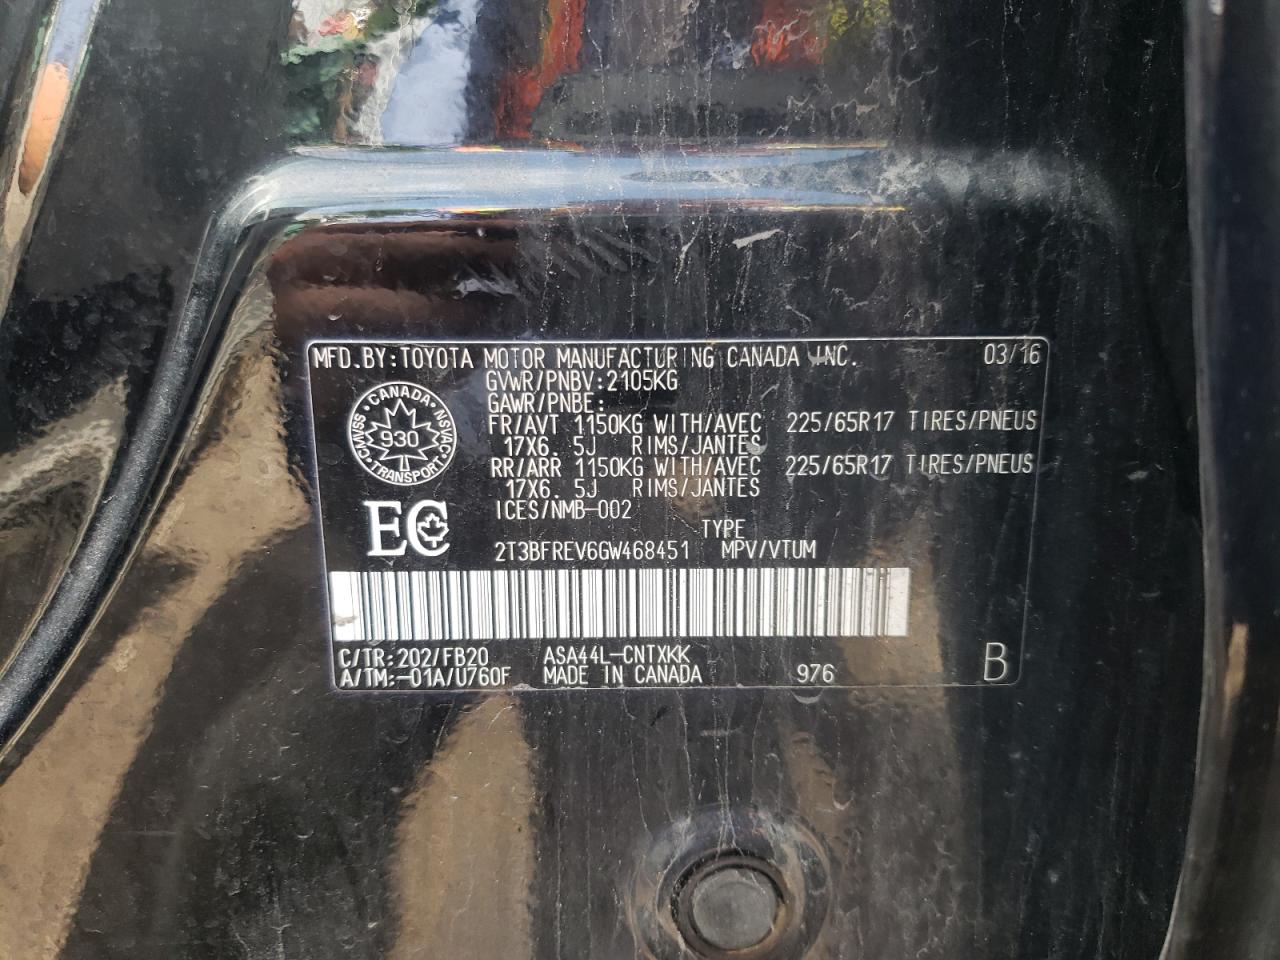 MFD.BY:TOYOTA MOTOR MANUFACTURING CANADA INC. 03/16
GVWR/PNBV:2105KG
GAWR/PNBE:
FR/AVT 1150KG WITH/AVEC 225/65R17 TIRES/PNEUS
17X6.5J RIMS/JANTES
RR/ARR 1150KG WITH/AVEC 225/65R17 TIRES/PNEUS
17X6.5J RIMS/JANTES
ICES/NMB-002
CANADA
CMVSS · NSVAC
930
TRANSPORT
EC
TYPE
2T3BFREV6GW468451 MPV/VTUM
C/TR:202/FB20 ASA44L-CNTXKK
A/TM:-01A/U760F MADE IN CANADA 976 B